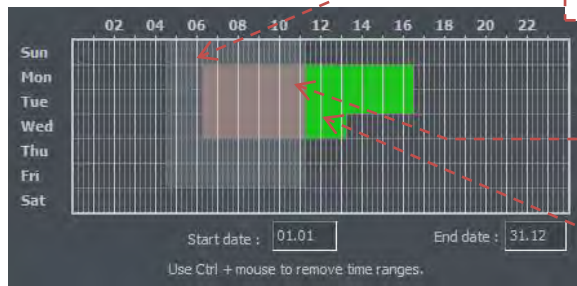 02 04 06 08 10 12 14 16 18 20 22
Sun
Mon
Tue
Wed
Thu
Fri
Sat
Start date : 01.01 End date : 31.12
Use Ctrl + mouse to remove time ranges.